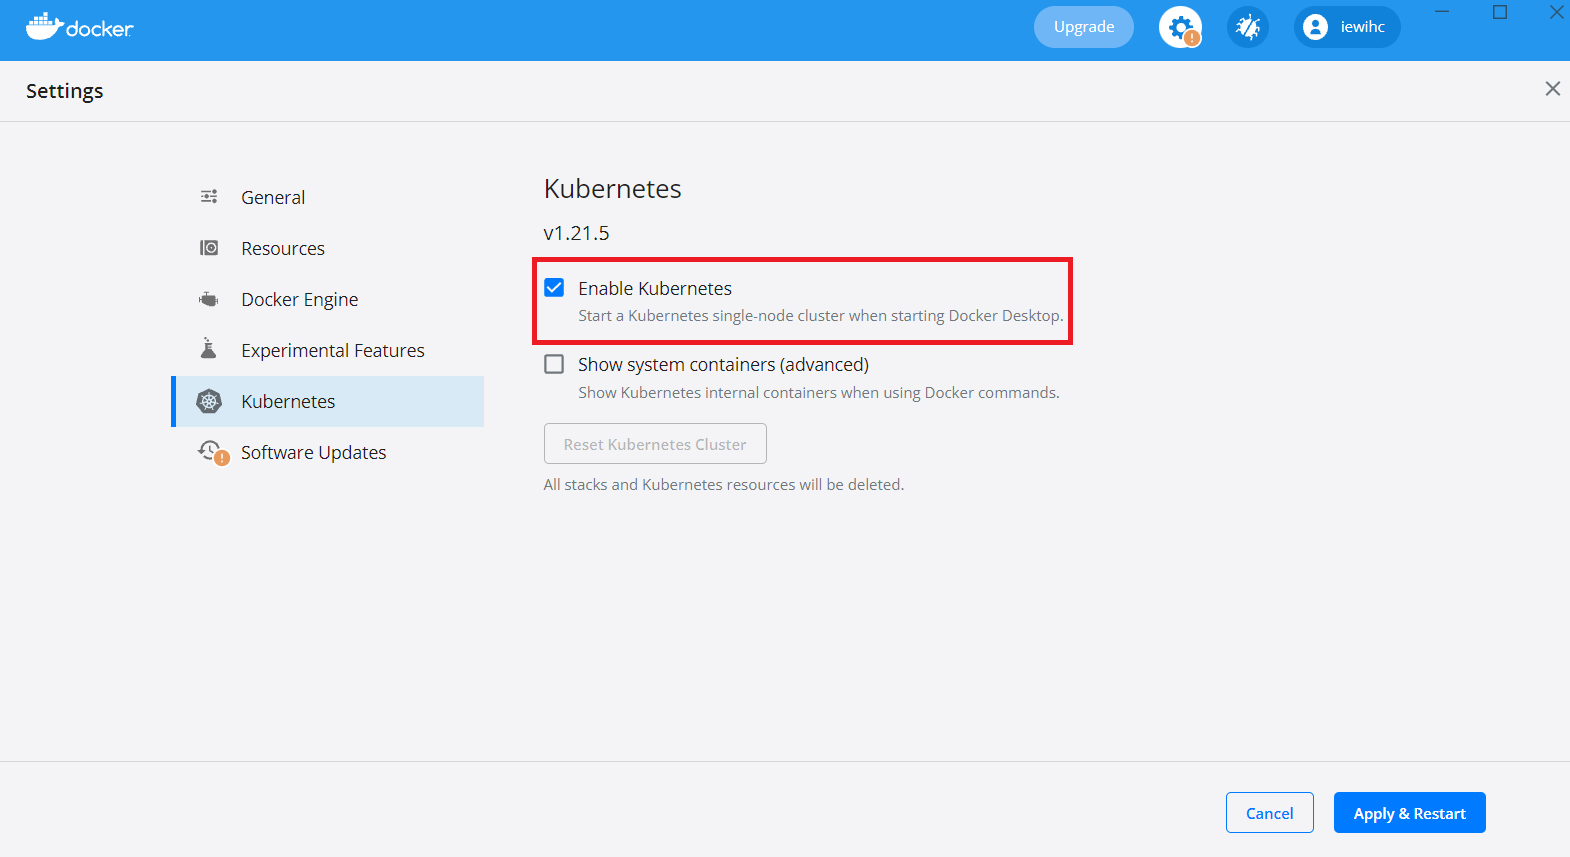 docker
Upgrade
iewihc
Settings
General
Resources
Docker Engine
Experimental Features
Kubernetes
Software Updates
Kubernetes
v1.21.5
Enable Kubernetes
Start a Kubernetes single-node cluster when starting Docker Desktop.
Show system containers (advanced)
Show Kubernetes internal containers when using Docker commands.
Reset Kubernetes Cluster
All stacks and Kubernetes resources will be deleted.
Cancel
Apply & Restart